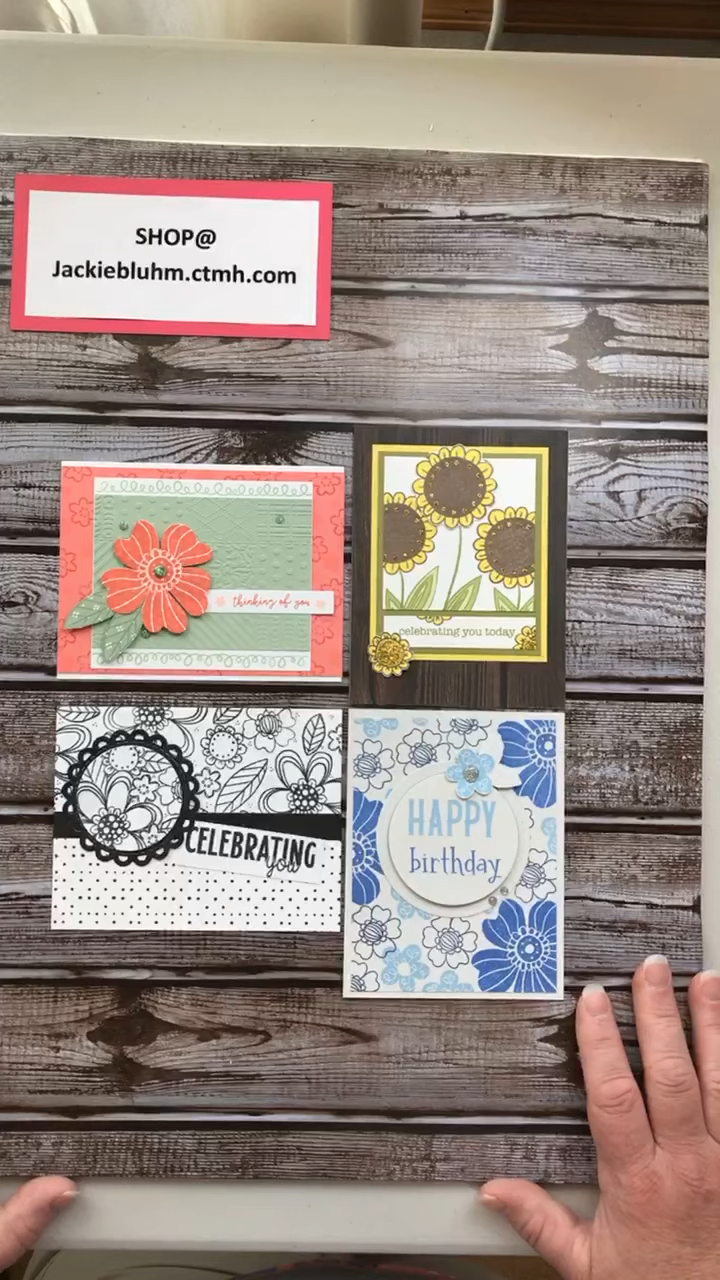 SHOP@
Jackiebluhm.ctmh.com
thinking of you
celebrating you today
CELEBRATING
you
HAPPY
birthday